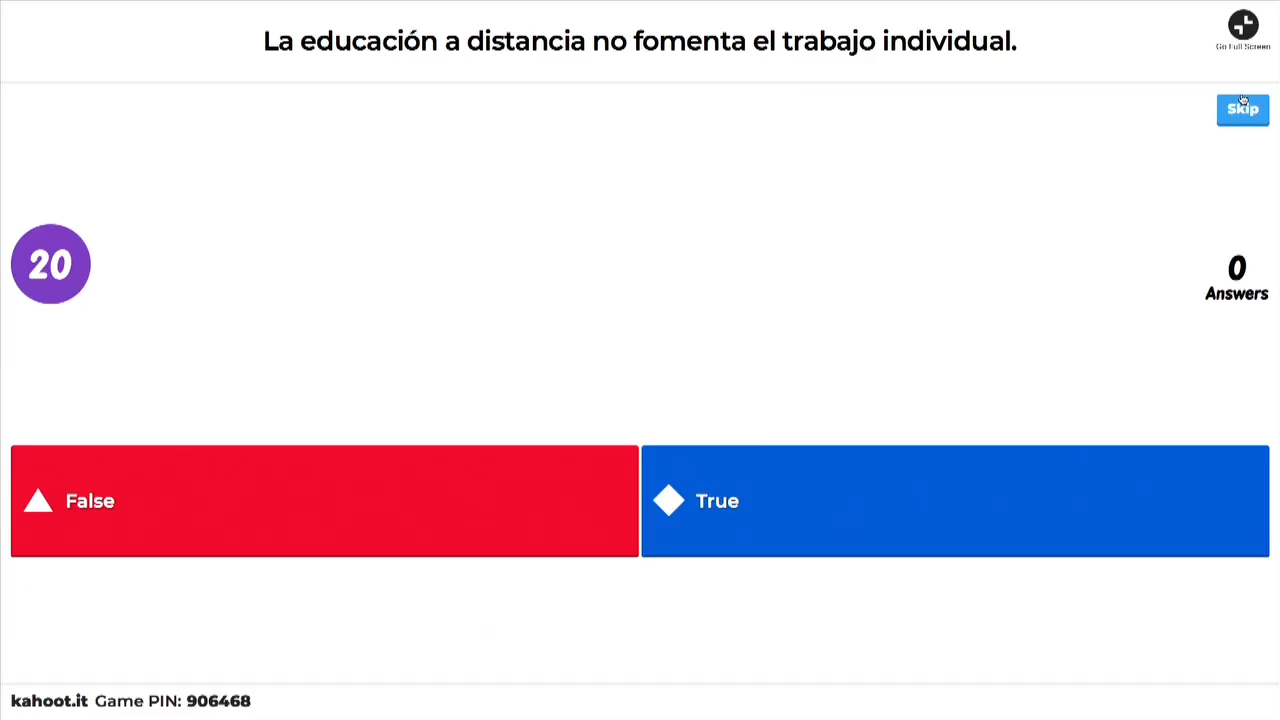 La educación a distancia no fomenta el trabajo individual.
Go Full Screen
Skip
20
0
Answers
False
True
kahoot.it Game PIN: 906468